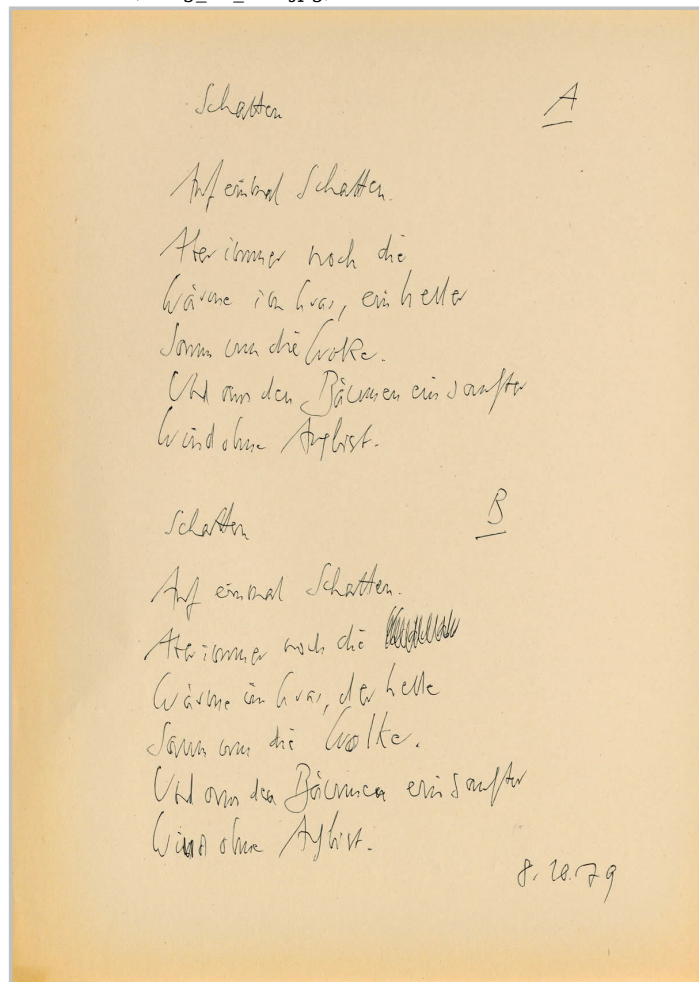 Schatten A
Auf einmal Schatten.
Aber immer noch die
Wärme im Gras, ein heller
Saum um die Wolke.
Und aus den Bäumen ein sanfter
Wind ohne Arglist.
Schatten B
Auf einmal Schatten.
Aber immer noch die
Wärme im Gras, der helle
Saum um die Wolke.
Und aus den Bäumen ein sanfter
Wind ohne Arglist.
8. 10. 79